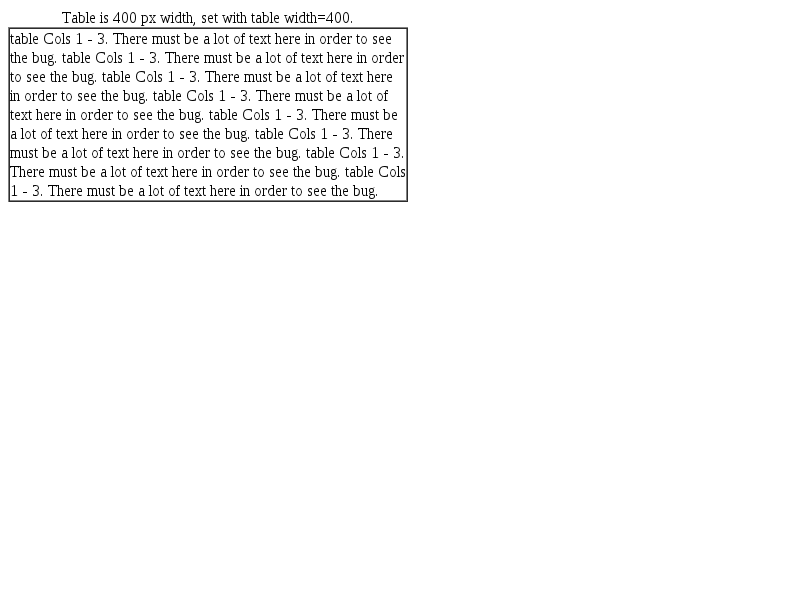 Table is 400 px width, set with table width=400.
table Cols 1 - 3. There must be a lot of text here in order to see
the bug. table Cols 1 - 3. There must be a lot of text here in order
to see the bug. table Cols 1 - 3. There must be a lot of text here
in order to see the bug. table Cols 1 - 3. There must be a lot of
text here in order to see the bug. table Cols 1 - 3. There must be
a lot of text here in order to see the bug. table Cols 1 - 3. There
must be a lot of text here in order to see the bug. table Cols 1 - 3.
There must be a lot of text here in order to see the bug. table Cols
1 - 3. There must be a lot of text here in order to see the bug.